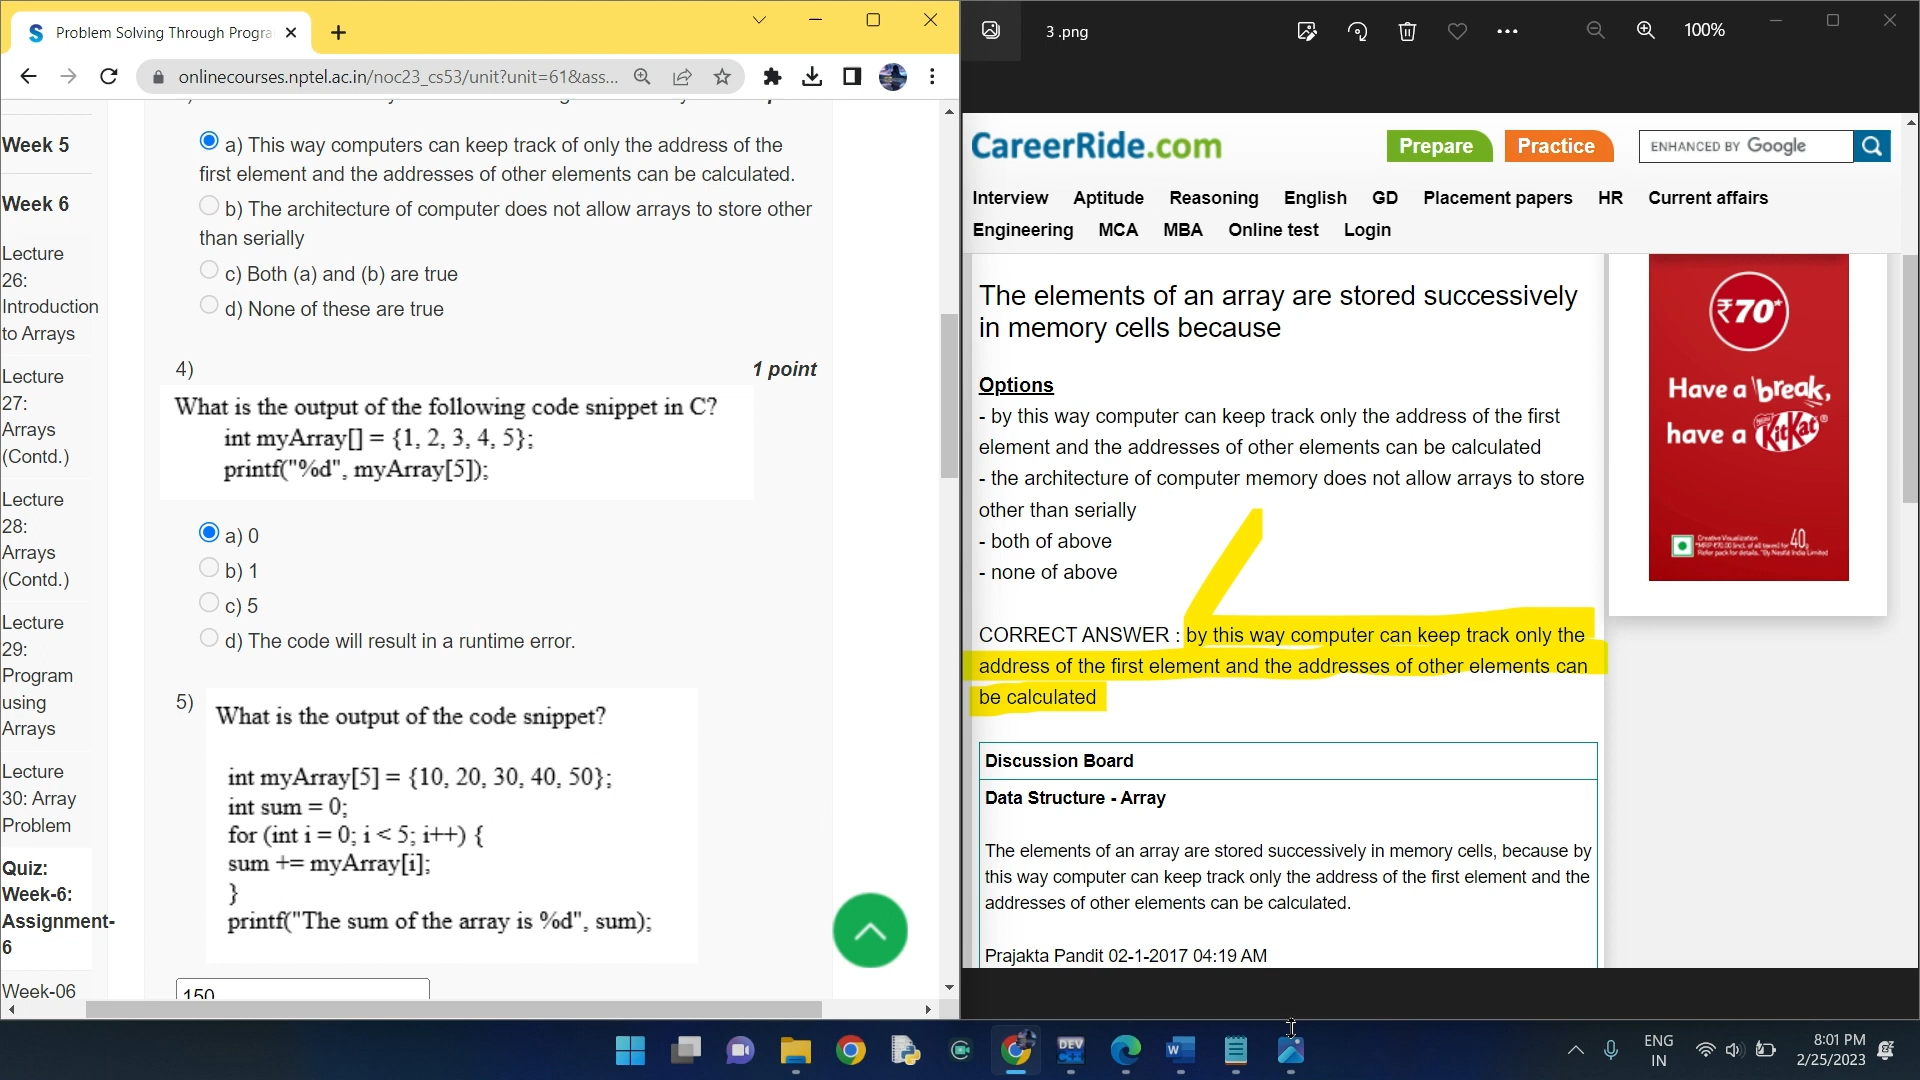 Problem Solving Through Progra
onlinecourses.nptel.ac.in/noc23_cs53/unit?unit=61&ass...
Week 5
Week 6
Lecture
26:
Introduction
to Arrays
Lecture
27:
Arrays
(Contd.)
Lecture
28:
Arrays
(Contd.)
Lecture
29:
Program
using
Arrays
Lecture
30: Array
Problem
Quiz:
Week-6:
Assignment-
6
Week-06
a) This way computers can keep track of only the address of the
first element and the addresses of other elements can be calculated.
b) The architecture of computer does not allow arrays to store other
than serially
c) Both (a) and (b) are true
d) None of these are true
4)
1 point
What is the output of the following code snippet in C?
int myArray[] = {1, 2, 3, 4, 5};
printf("%d", myArray[5]);
a) 0
b) 1
c) 5
d) The code will result in a runtime error.
5)
What is the output of the code snippet?
int myArray[5] = {10, 20, 30, 40, 50};
int sum = 0;
for (int i = 0; i < 5; i++) {
sum += myArray[i];
}
printf("The sum of the array is %d", sum);
150
3 .png
100%
CareerRide.com
Prepare
Practice
ENHANCED BY Google
Interview Aptitude Reasoning English GD Placement papers HR Current affairs
Engineering MCA MBA Online test Login
The elements of an array are stored successively
in memory cells because
Options
- by this way computer can keep track only the address of the first
element and the addresses of other elements can be calculated
- the architecture of computer memory does not allow arrays to store
other than serially
- both of above
- none of above
CORRECT ANSWER : by this way computer can keep track only the
address of the first element and the addresses of other elements can
be calculated
Discussion Board
Data Structure - Array
The elements of an array are stored successively in memory cells, because by
this way computer can keep track only the address of the first element and the
addresses of other elements can be calculated.
Prajakta Pandit 02-1-2017 04:19 AM
₹70*
Have a break,
have a KitKat
Creative Visualization
DEV
ENG
IN
8:01 PM
2/25/2023